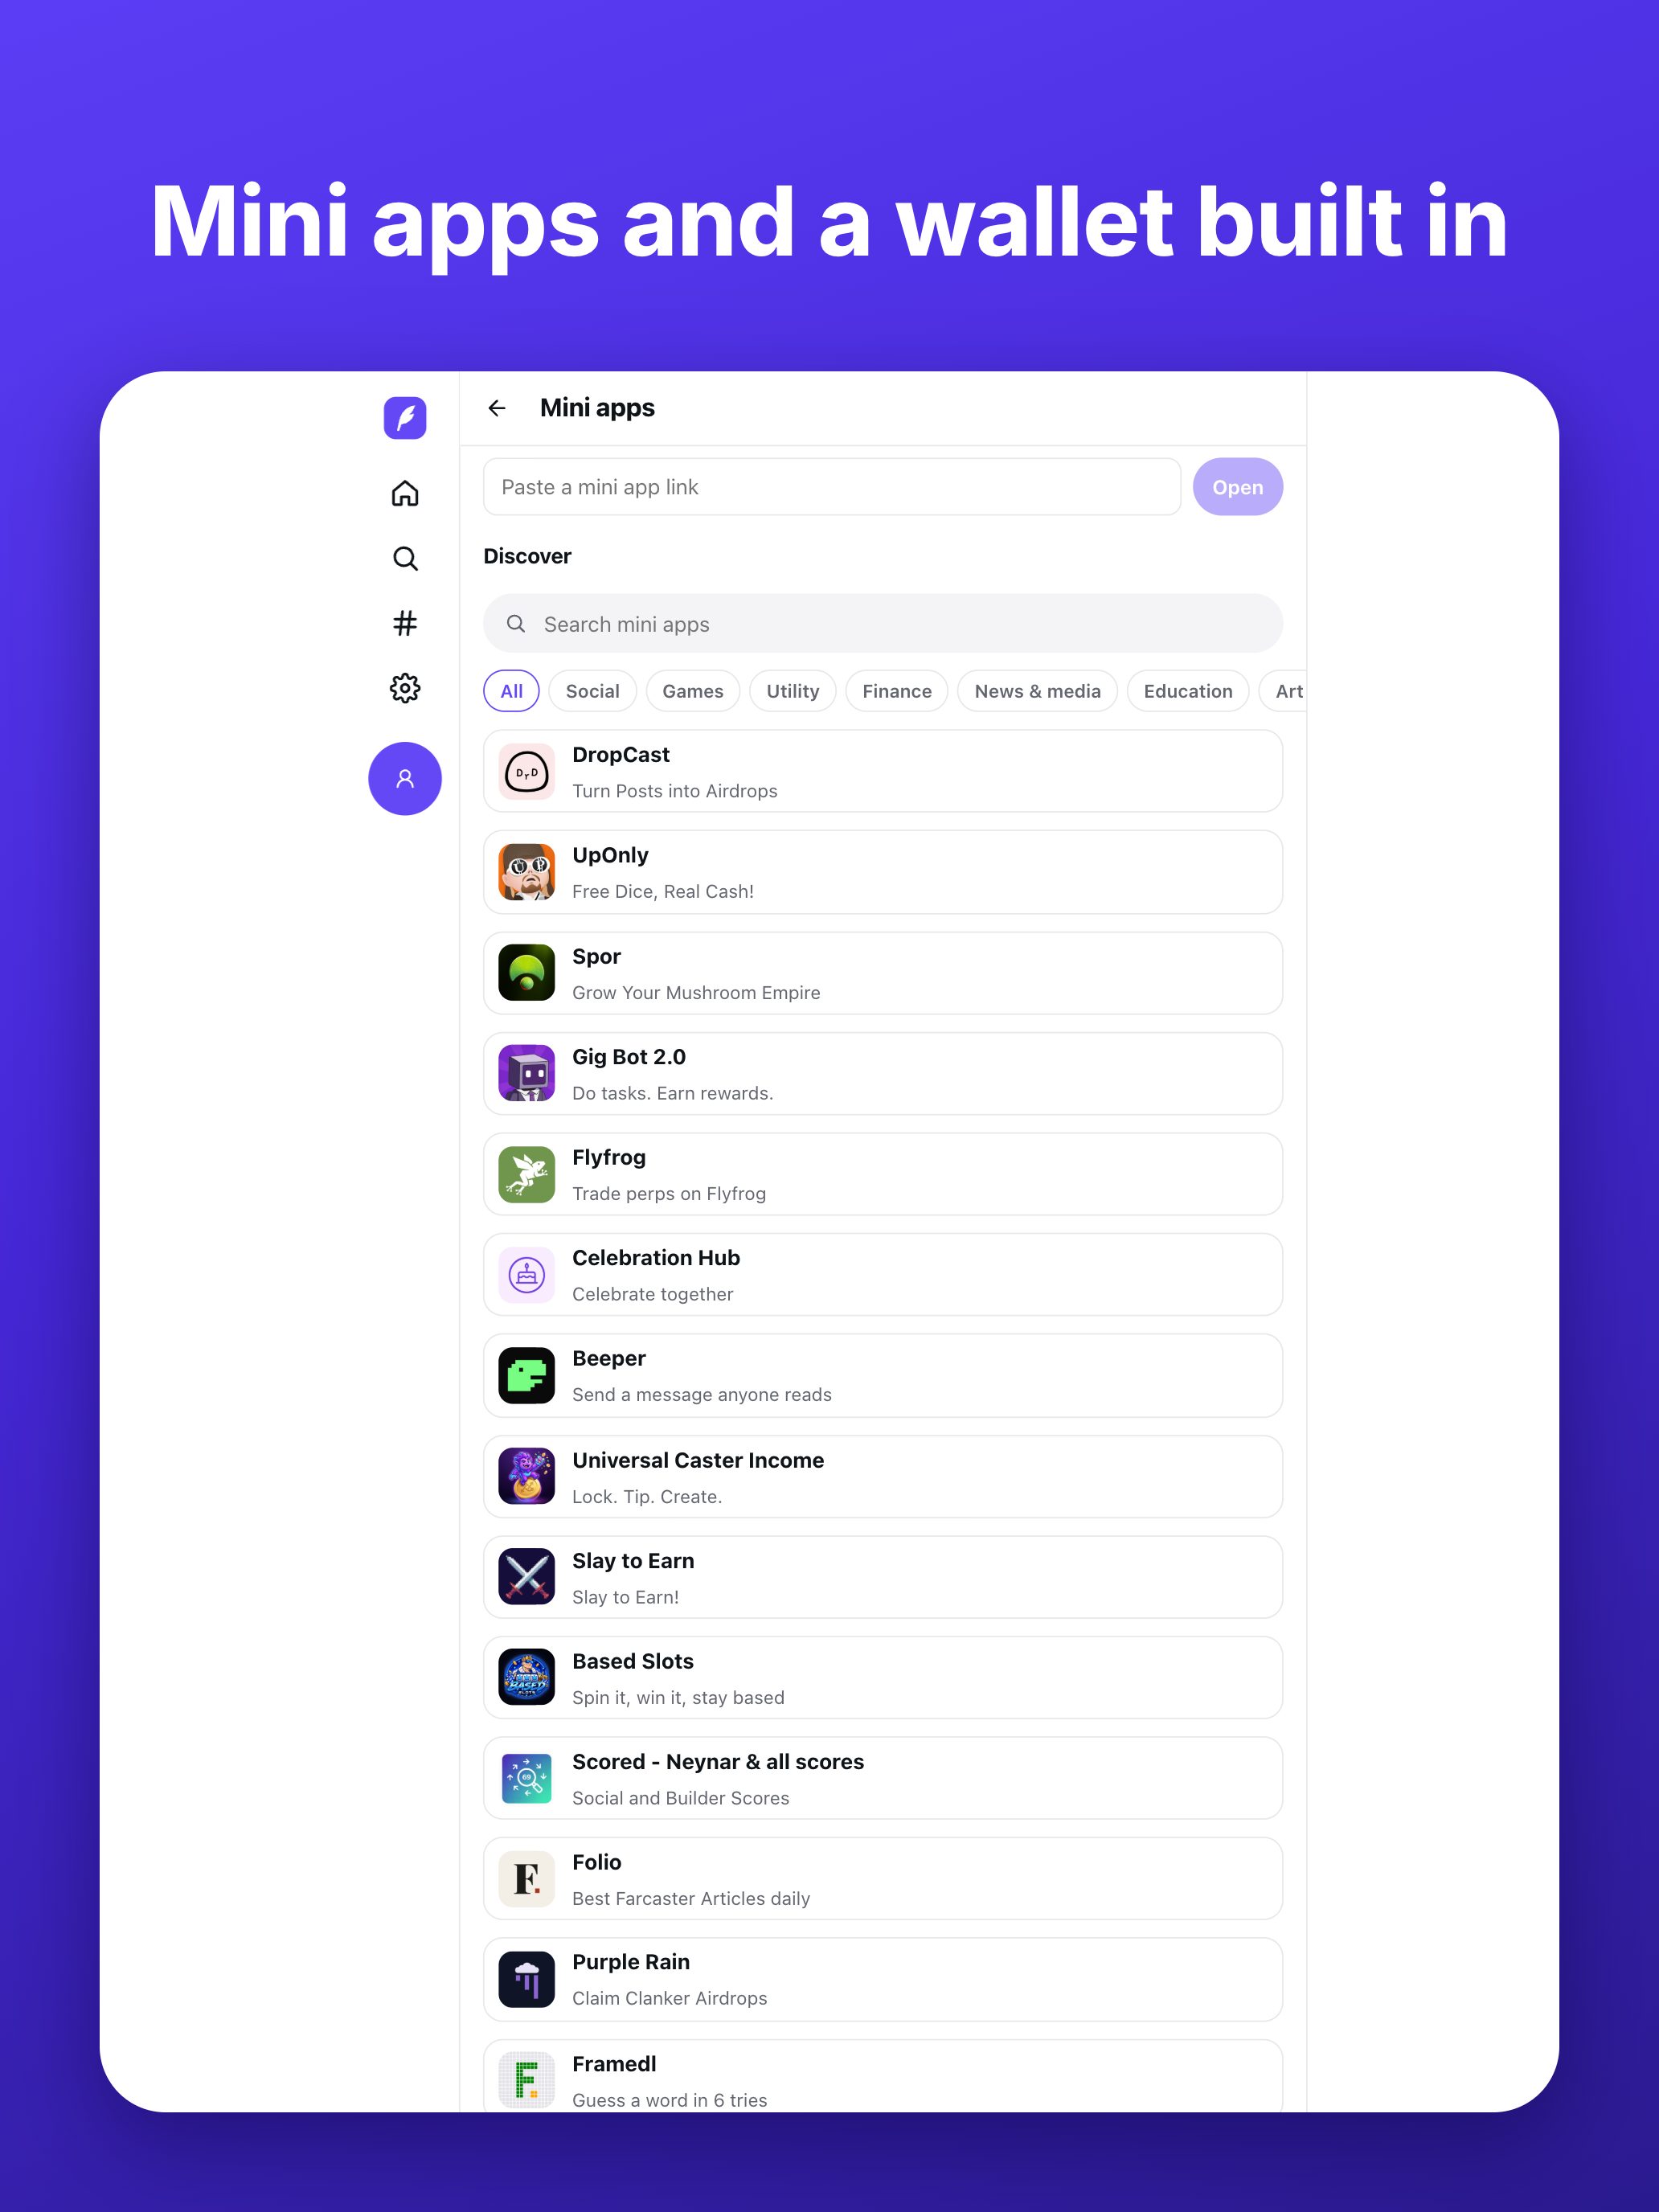 Mini apps and a wallet built in
Mini apps
Paste a mini app link
Open
Discover
Search mini apps
All
Social
Games
Utility
Finance
News & media
Education
Art
DrD
DropCast
Turn Posts into Airdrops
UP
UpOnly
Free Dice, Real Cash!
Spor
Grow Your Mushroom Empire
Gig Bot 2.0
Do tasks. Earn rewards.
Flyfrog
Trade perps on Flyfrog
Celebration Hub
Celebrate together
Beeper
Send a message anyone reads
Universal Caster Income
Lock. Tip. Create.
Slay to Earn
Slay to Earn!
BASED
SLOTS
Based Slots
Spin it, win it, stay based
69
Scored - Neynar & all scores
Social and Builder Scores
F.
Folio
Best Farcaster Articles daily
Purple Rain
Claim Clanker Airdrops
F.
Framedl
Guess a word in 6 tries